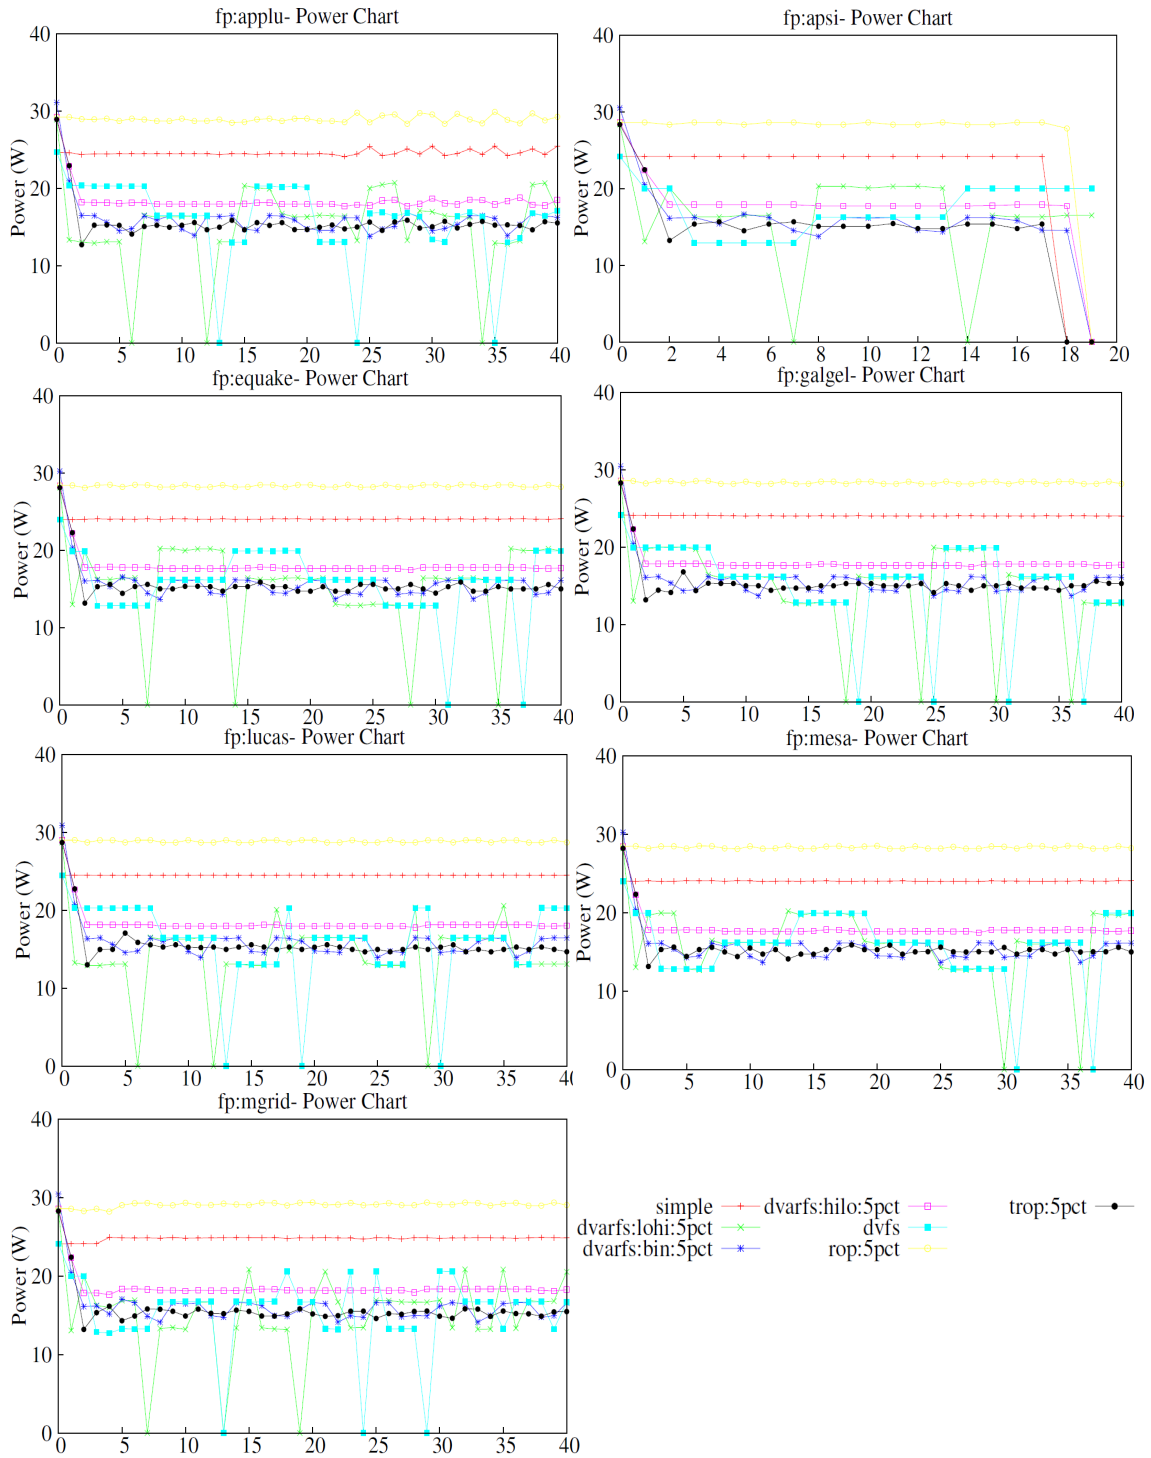 fp:applu- Power Chart
40
30
20
10
0
Power (W)
0 5 10 15 20 25 30 35 40
fp:apsi- Power Chart
40
30
20
10
0
Power (W)
0 2 4 6 8 10 12 14 16 18 20
fp:equake- Power Chart
40
30
20
10
0
Power (W)
0 5 10 15 20 25 30 35 40
fp:galgel- Power Chart
40
30
20
10
0
Power (W)
0 5 10 15 20 25 30 35 40
fp:lucas- Power Chart
40
30
20
10
0
Power (W)
0 5 10 15 20 25 30 35 40
fp:mesa- Power Chart
40
30
20
10
0
Power (W)
0 5 10 15 20 25 30 35 40
fp:mgrid- Power Chart
40
30
20
10
0
Power (W)
0 5 10 15 20 25 30 35 40
simple dvarfs:hilo:5pct trop:5pct
dvarfs:lohi:5pct dvfs
dvarfs:bin:5pct rop:5pct